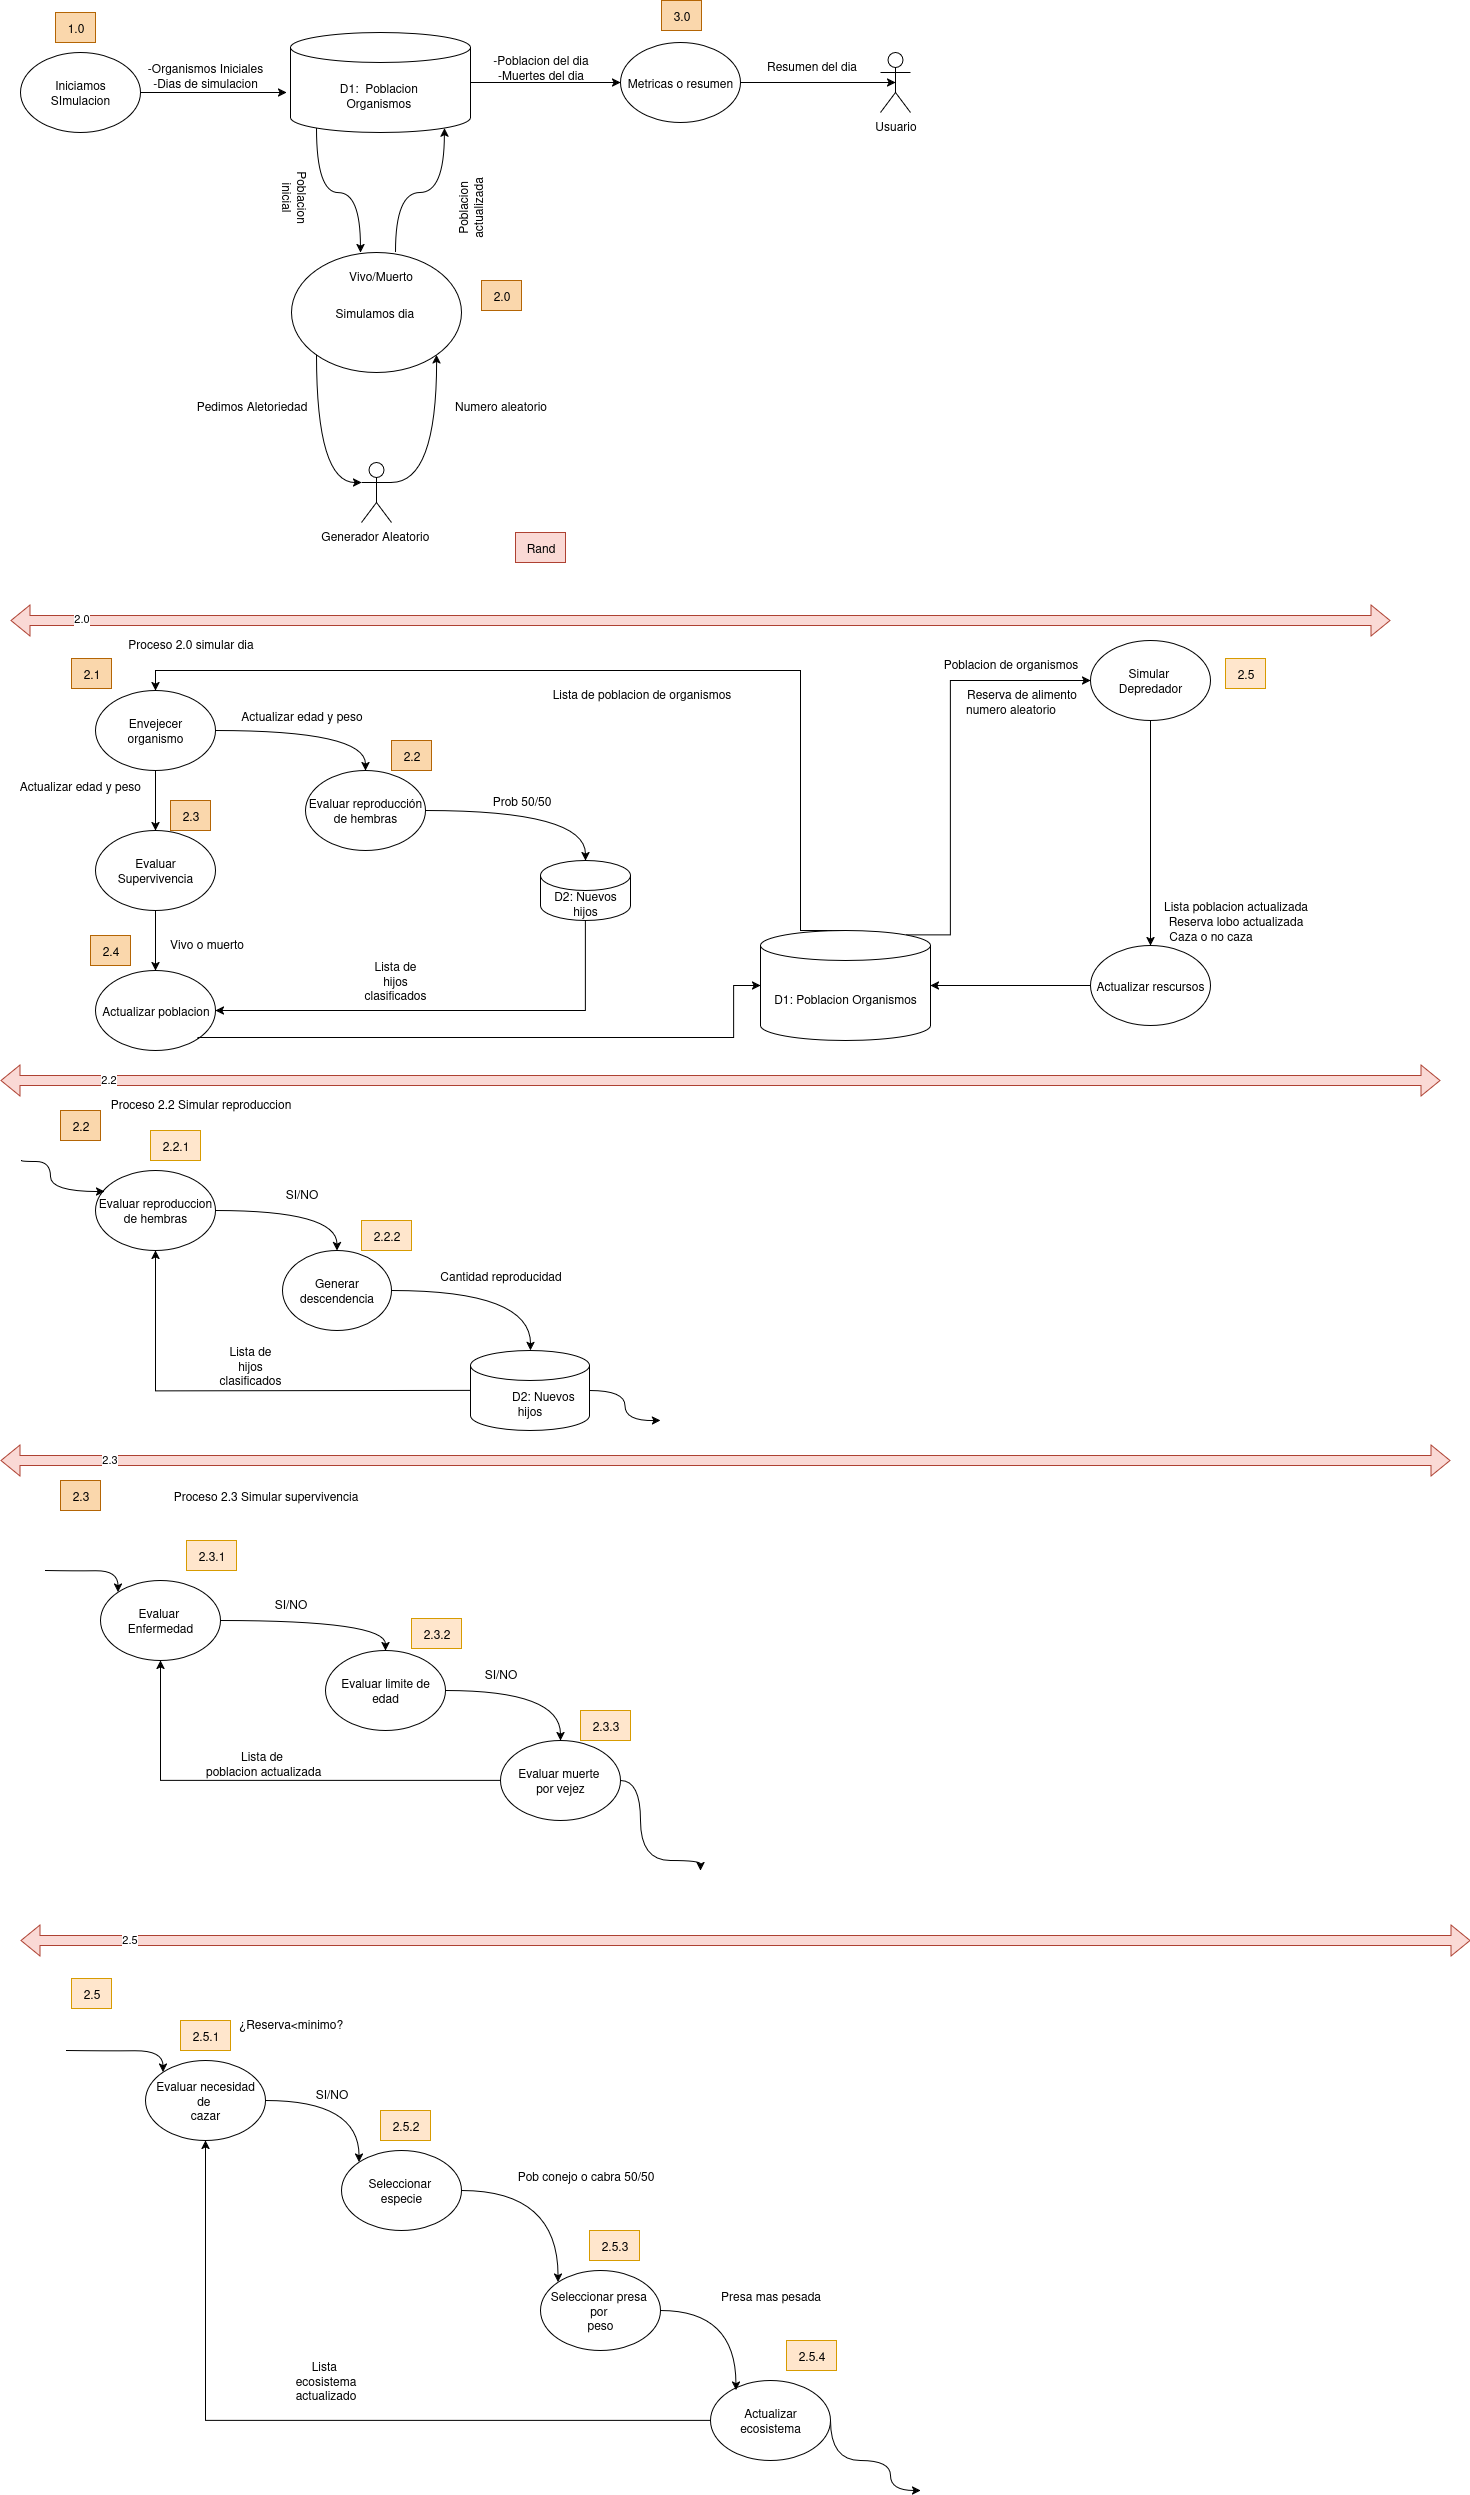 1.0
3.0
Iniciamos
SImulacion
-Organismos Iniciales
-Dias de simulacion
D1:  Poblacion
Organismos
-Poblacion del dia
-Muertes del dia
Metricas o resumen
Resumen del dia
Usuario
Poblacion
inicial
Poblacion
actualizada
Vivo/Muerto
Simulamos dia
2.0
Pedimos Aletoriedad
Numero aleatorio
Generador Aleatorio
Rand
2.0
Proceso 2.0 simular dia
2.1
Envejecer
organismo
Actualizar edad y peso
Lista de poblacion de organismos
Poblacion de organismos
Reserva de alimento
numero aleatorio
Simular
Depredador
2.5
2.2
Evaluar reproducción
de hembras
Prob 50/50
Actualizar edad y peso
2.3
Evaluar
Supervivencia
D2: Nuevos
hijos
Vivo o muerto
2.4
Actualizar poblacion
Lista de
hijos
clasificados
D1: Poblacion Organismos
Lista poblacion actualizada
Reserva lobo actualizada
Caza o no caza
Actualizar rescursos
2.2
Proceso 2.2 Simular reproduccion
2.2
2.2.1
Evaluar reproduccion
de hembras
SI/NO
2.2.2
Generar
descendencia
Cantidad reproducidad
Lista de
hijos
clasificados
D2: Nuevos
hijos
2.3
2.3
Proceso 2.3 Simular supervivencia
2.3.1
Evaluar
Enfermedad
SI/NO
2.3.2
Evaluar limite de
edad
SI/NO
2.3.3
Evaluar muerte
por vejez
Lista de
poblacion actualizada
2.5
2.5
2.5.1
¿Reserva<minimo?
Evaluar necesidad
de
cazar
SI/NO
2.5.2
Seleccionar
especie
Pob conejo o cabra 50/50
2.5.3
Seleccionar presa
por
peso
Presa mas pesada
2.5.4
Actualizar
ecosistema
Lista
ecosistema
actualizado